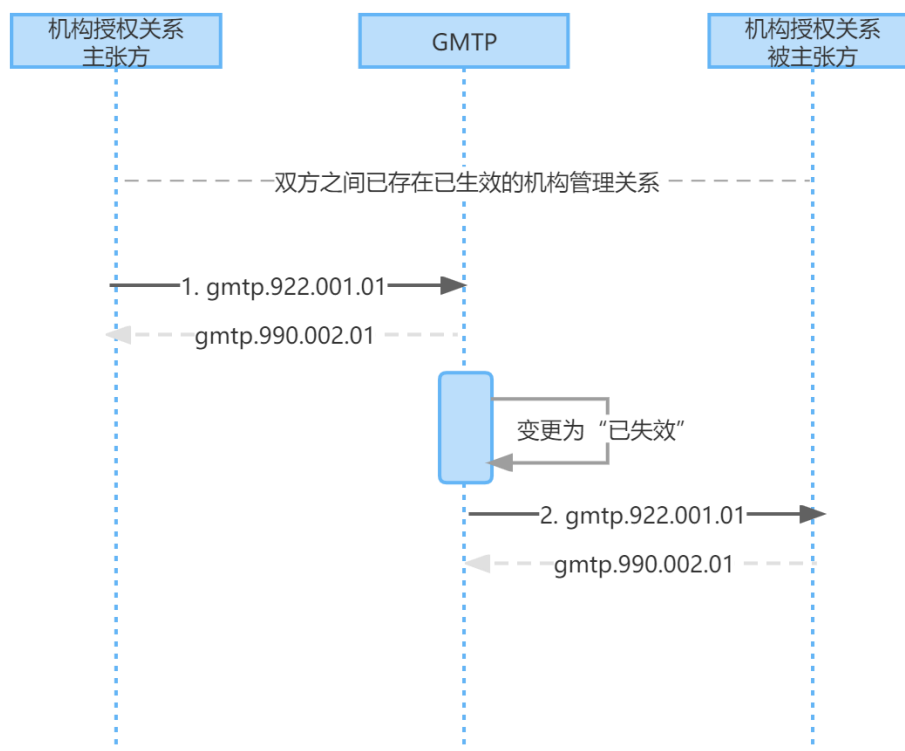 机构授权关系
主张方
GMTP
机构授权关系
被主张方
双方之间已存在已生效的机构管理关系
1. gmtp.922.001.01
gmtp.990.002.01
变更为“已失效”
2. gmtp.922.001.01
gmtp.990.002.01